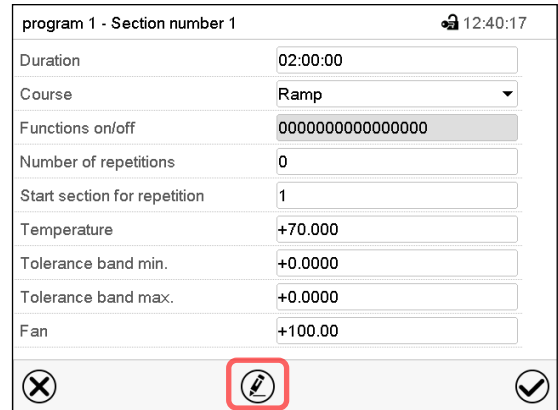 program 1 - Section number 1 12:40:17
Duration 02:00:00
Course Ramp
Functions on/off 0000000000000000
Number of repetitions 0
Start section for repetition 1
Temperature +70.000
Tolerance band min. +0.0000
Tolerance band max. +0.0000
Fan +100.00